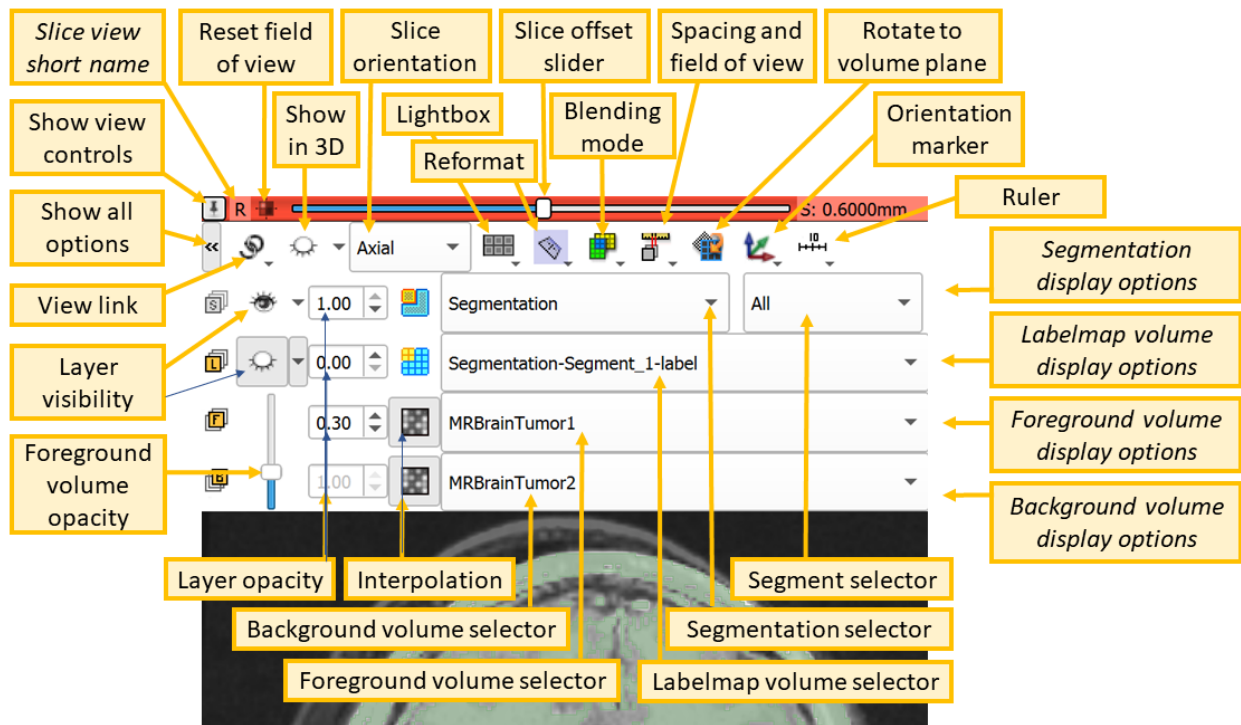 Slice view
short name
Reset field
of view
Slice
orientation
Slice offset
slider
Spacing and
field of view
Rotate to
volume plane
Show view
controls
Show
in 3D
Lightbox
Reformat
Blending
mode
Orientation
marker
Show all
options
Ruler
R
S: 0.6000mm
Axial
10
View link
Segmentation
display options
S
1.00
Segmentation
All
Layer
visibility
Labelmap volume
display options
L
0.00
Segmentation-Segment_1-label
Foreground
volume
opacity
Foreground volume
display options
F
0.30
MRBrainTumor1
Background volume
display options
B
1.00
MRBrainTumor2
Layer opacity
Interpolation
Segment selector
Background volume selector
Segmentation selector
Foreground volume selector
Labelmap volume selector